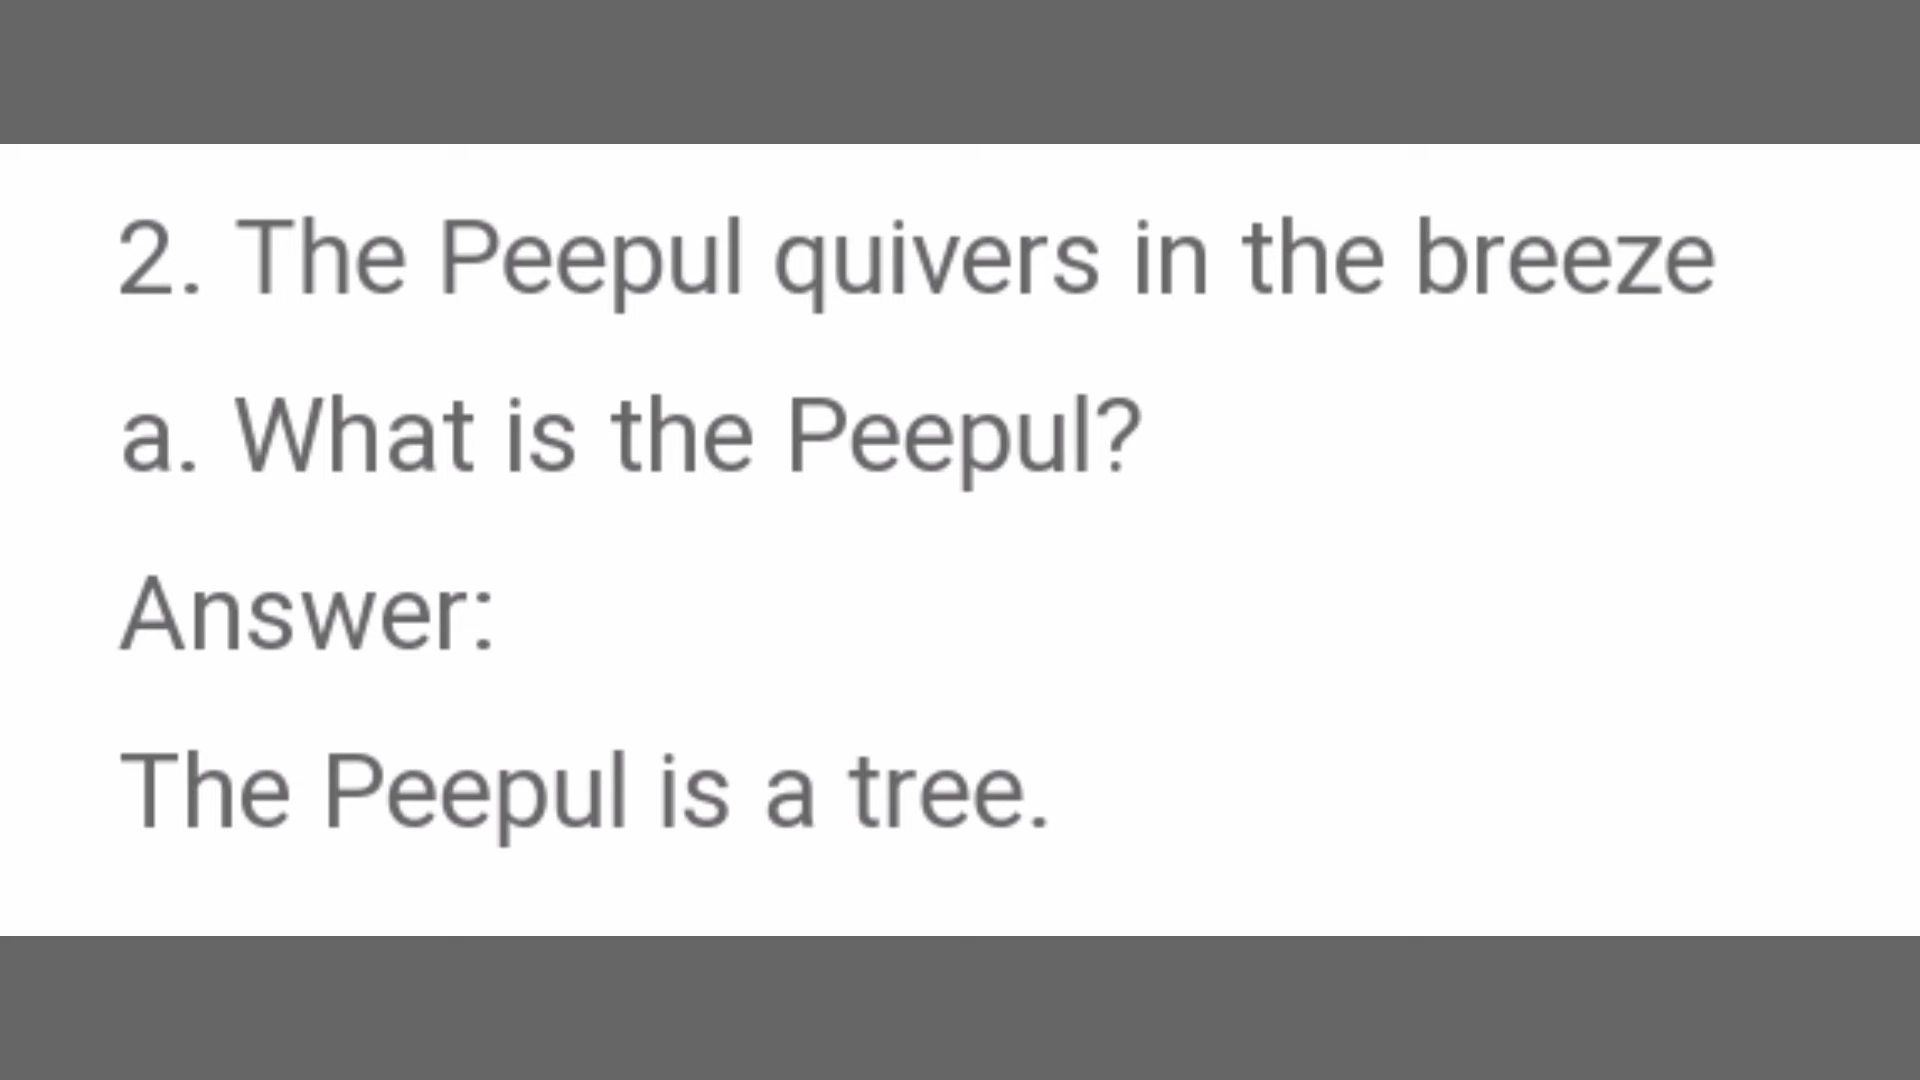 2. The Peepul quivers in the breeze
a. What is the Peepul?
Answer:
The Peepul is a tree.